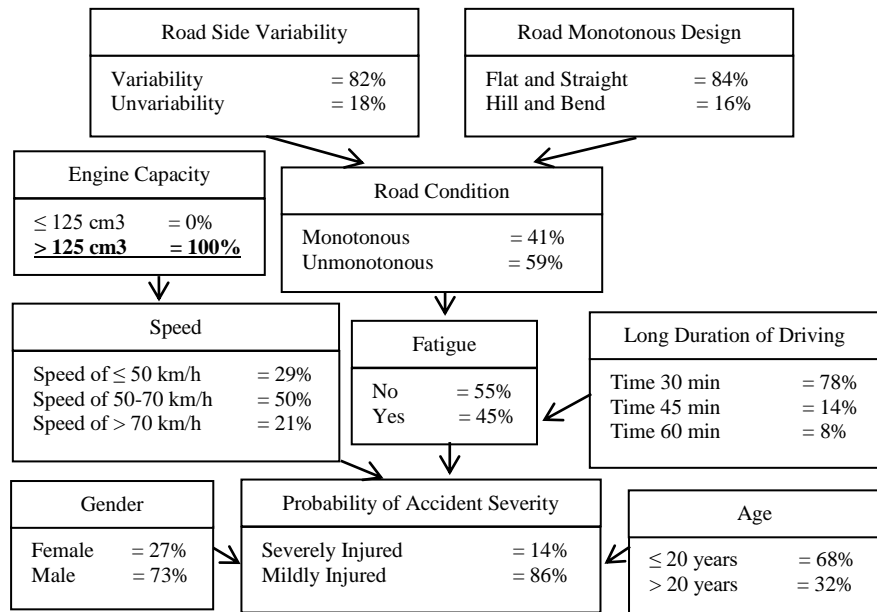 Road Side Variability
Variability = 82%
Unvariability = 18%
Road Monotonous Design
Flat and Straight = 84%
Hill and Bend = 16%
Engine Capacity
≤ 125 cm3 = 0%
> 125 cm3 = 100%
Road Condition
Monotonous = 41%
Unmonotonous = 59%
Speed
Speed of ≤ 50 km/h = 29%
Speed of 50-70 km/h = 50%
Speed of > 70 km/h = 21%
Fatigue
No = 55%
Yes = 45%
Long Duration of Driving
Time 30 min = 78%
Time 45 min = 14%
Time 60 min = 8%
Gender
Female = 27%
Male = 73%
Probability of Accident Severity
Severely Injured = 14%
Mildly Injured = 86%
Age
≤ 20 years = 68%
> 20 years = 32%